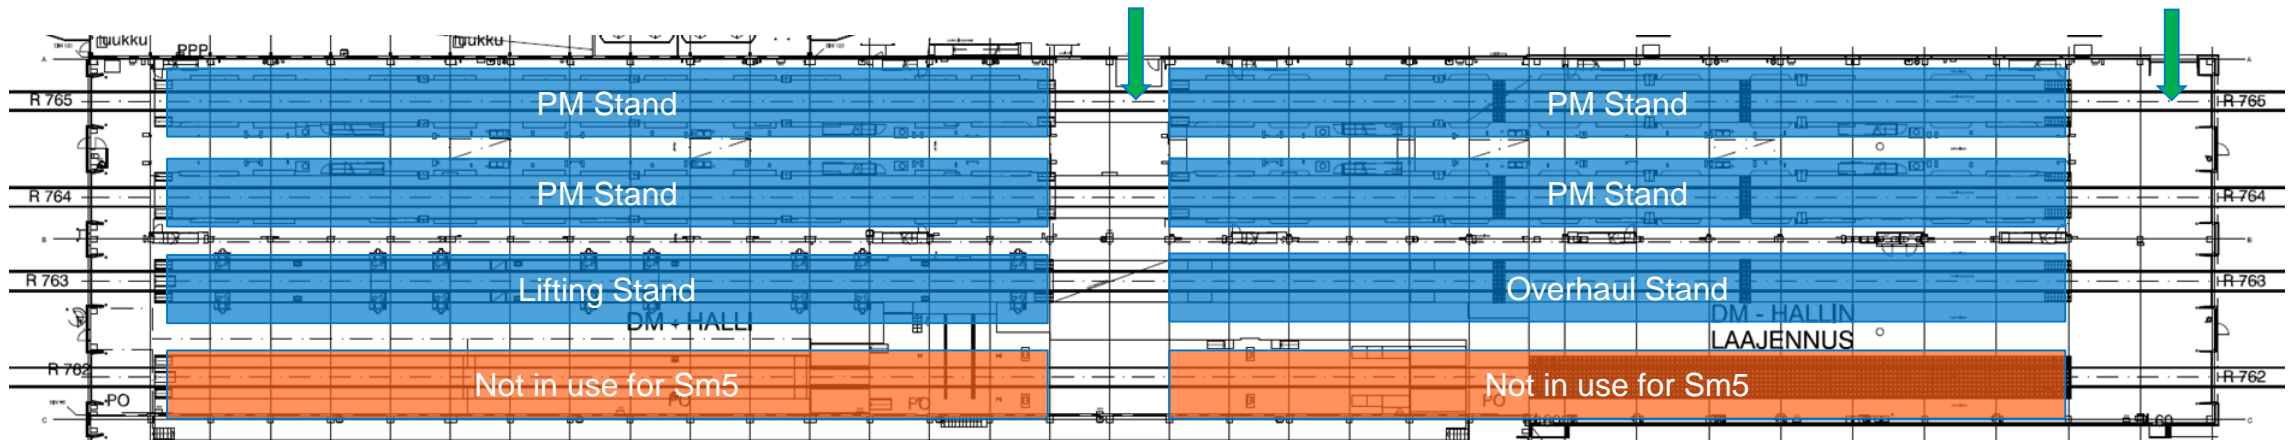 luukku
PPP
luukku
A
A
R 765
PM Stand
PM Stand
R 765
R 764
PM Stand
PM Stand
R 764
B
B
R 763
Lifting Stand
Overhaul Stand
R 763
DM - HALLI
DM - HALLIN
LAAJENNUS
R 762
Not in use for Sm5
Not in use for Sm5
R 762
PO
PO
PO
PO
C
C